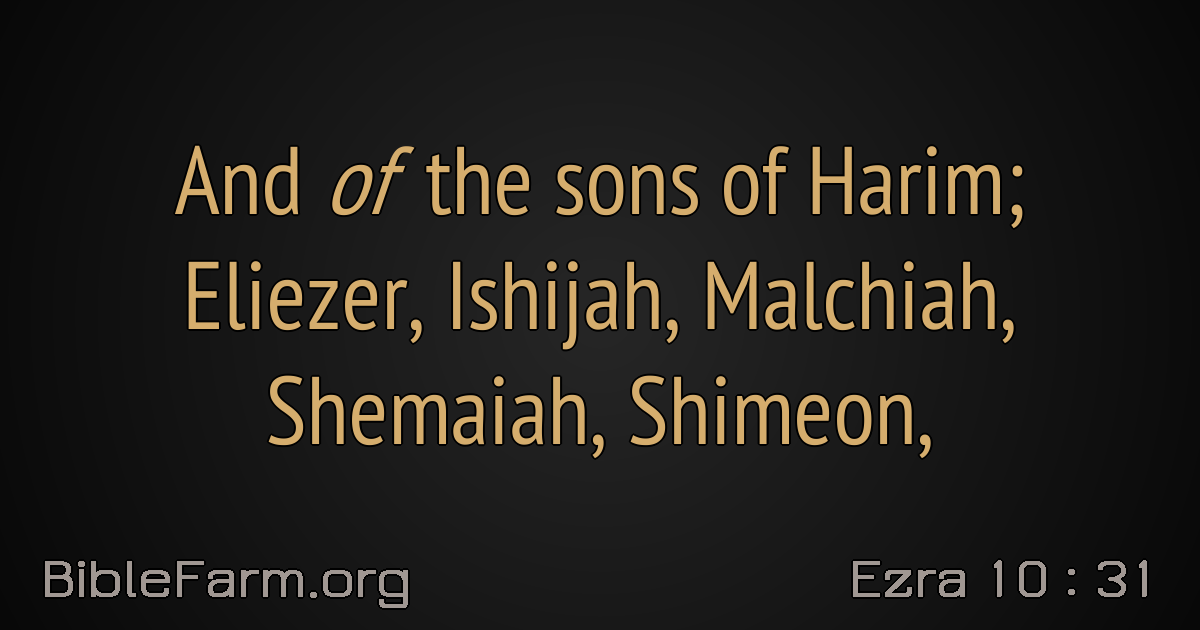 And of the sons of Harim;
Eliezer, Ishijah, Malchiah,
Shemaiah, Shimeon,
BibleFarm.org
Ezra 10 : 31